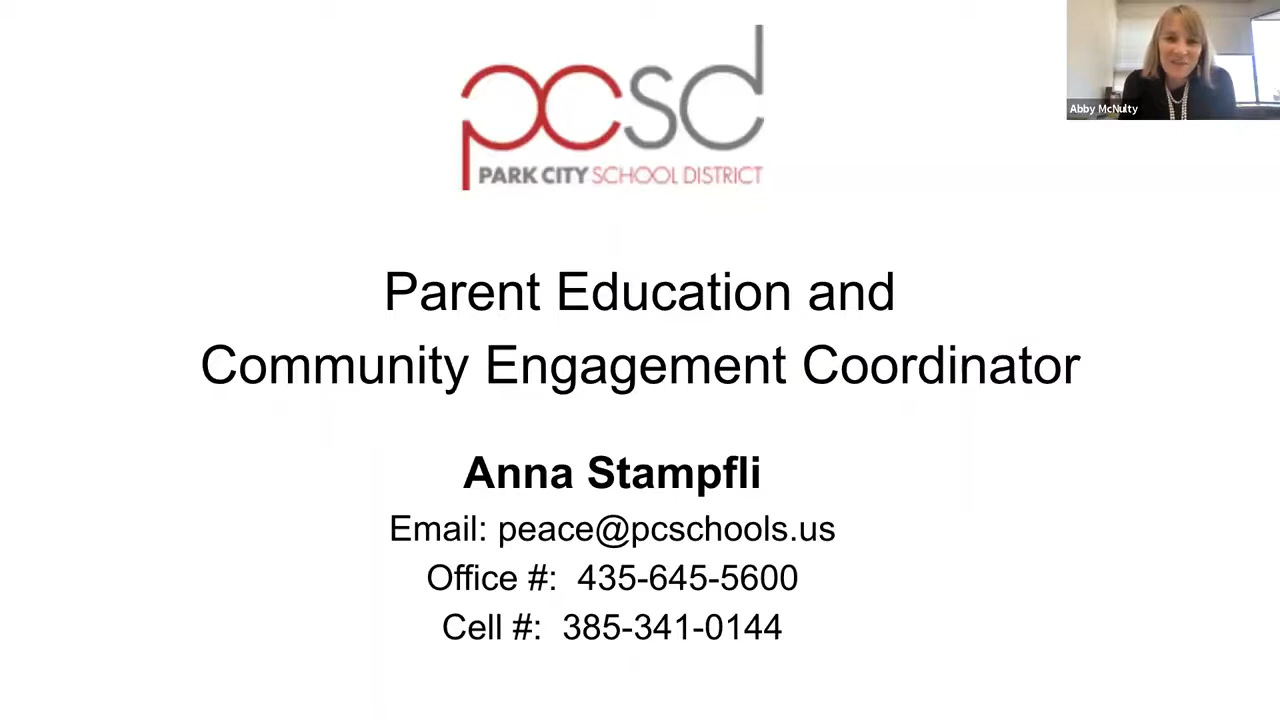 pcsd
PARK CITY SCHOOL DISTRICT
Abby McNulty
Parent Education and
Community Engagement Coordinator
Anna Stampfli
Email: peace@pcschools.us
Office #: 435-645-5600
Cell #: 385-341-0144